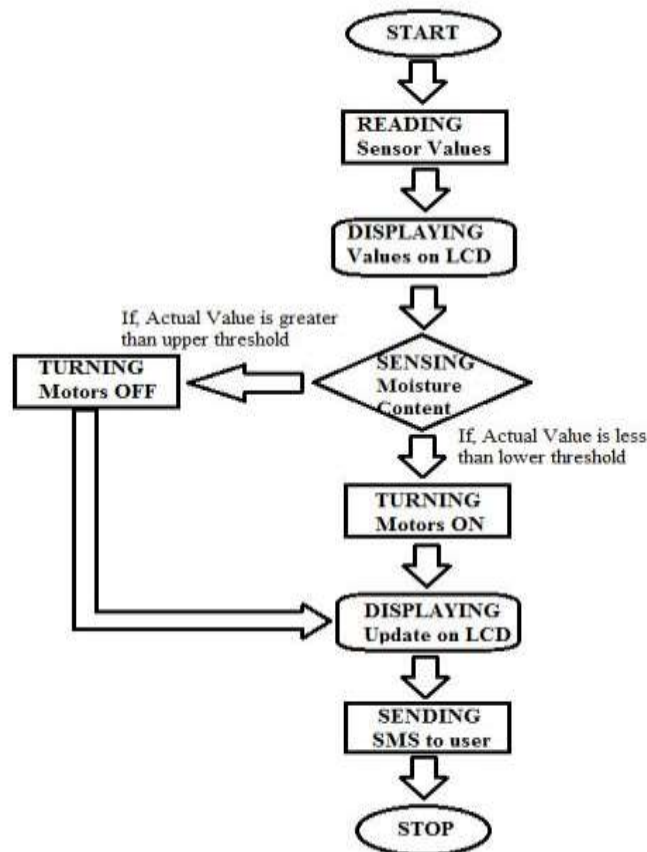 START
READING
Sensor Values
DISPLAYING
Values on LCD
If, Actual Value is greater
than upper threshold
SENSING
Moisture
Content
TURNING
Motors OFF
If, Actual Value is less
than lower threshold
TURNING
Motors ON
DISPLAYING
Update on LCD
SENDING
SMS to user
STOP